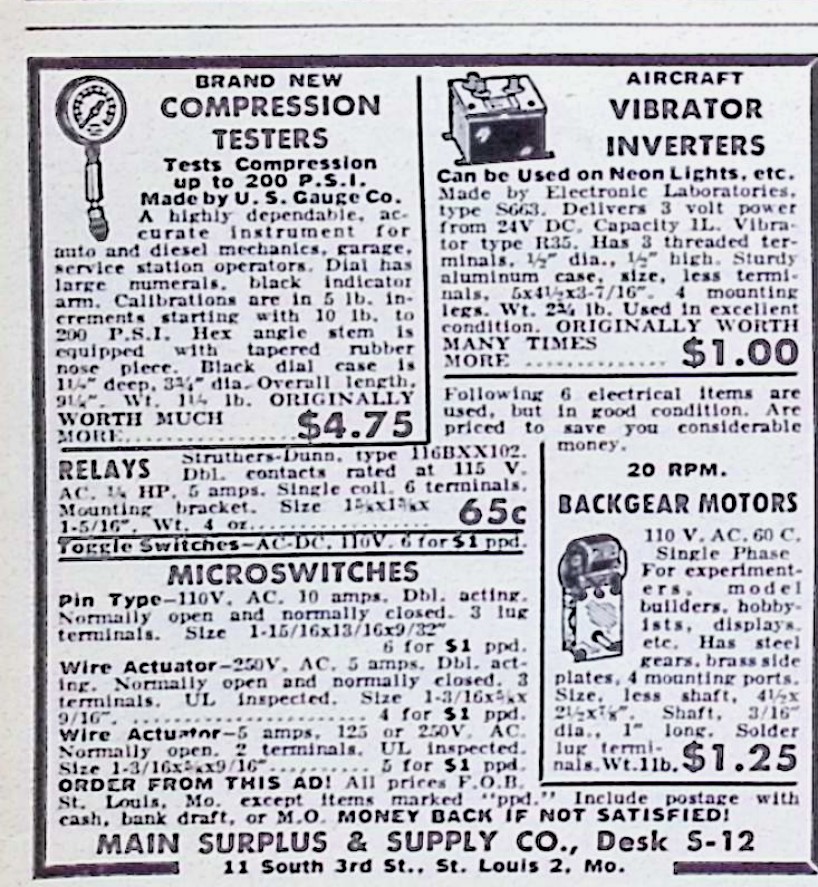 BRAND NEW
COMPRESSION
TESTERS
Tests Compression
up to 200 P.S.I.
Made by U. S. Gauge Co.
A highly dependable, ac-
curate instrument for
auto and diesel mechanics, garage,
service station operators. Dial has
large numerals, black indicator
arm. Calibrations are in 5 lb. in-
crements starting with 10 lb. to
200 P.S.I. Hex angle stem is
equipped with tapered rubber
nose piece. Black dial case is
1¼" deep, 3¾" dia. Overall length,
9¼". Wt. 1¼ lb. ORIGINALLY
WORTH MUCH
MORE..................$4.75
AIRCRAFT
VIBRATOR
INVERTERS
Can be Used on Neon Lights, etc.
Made by Electronic Laboratories,
type S663. Delivers 3 volt power
from 24V DC. Capacity 1L. Vibra-
tor type R35. Has 3 threaded ter-
minals, ½" dia., ½" high. Sturdy
aluminum case, size, less termi-
nals, 5x4½x3-7/16". 4 mounting
legs. Wt. 2¾ lb. Used in excellent
condition. ORIGINALLY WORTH
MANY TIMES
MORE ............... $1.00
Following 6 electrical items are
used, but in good condition. Are
priced to save you considerable
money.
RELAYS Struthers-Dunn, type 116BXX102.
Dbl. contacts rated at 115 V.
AC, ¼ HP, 5 amps. Single coil, 6 terminals.
Mounting bracket. Size
1-5/16". Wt. 4 oz.................. 65c
Toggle Switches—AC-DC, 110V, 6 for $1 ppd.
MICROSWITCHES
Pin Type—110V, AC, 10 amps. Dbl. acting.
Normally open and normally closed. 3 lug
terminals. Size 1-15/16x13/16x9/32"
6 for $1 ppd.
Wire Actuator—250V, AC, 5 amps. Dbl. act-
ing. Normally open and normally closed. 3
terminals. UL inspected. Size 1-3/16x⅝x
9/16". ........................ 4 for $1 ppd.
Wire Actuator—5 amps. 125 or 250V, AC.
Normally open. 2 terminals, UL inspected.
Size 1-3/16x⅝x9/16".......... 5 for $1 ppd.
20 RPM.
BACKGEAR MOTORS
110 V. AC, 60 C.
Single Phase
For experiment-
ers, model
builders, hobby-
ists, displays,
etc. Has steel
gears, brass side
plates, 4 mounting ports.
Size, less shaft, 4½x
2½x⅞". Shaft, 3/16"
dia., 1" long. Solder
lug termi-
nals. Wt. 1lb. $1.25
ORDER FROM THIS AD! All prices F.O.B.
St. Louis, Mo. except items marked "ppd." Include postage with
cash, bank draft, or M.O. MONEY BACK IF NOT SATISFIED!
MAIN SURPLUS & SUPPLY CO., Desk S-12
11 South 3rd St., St. Louis 2, Mo.